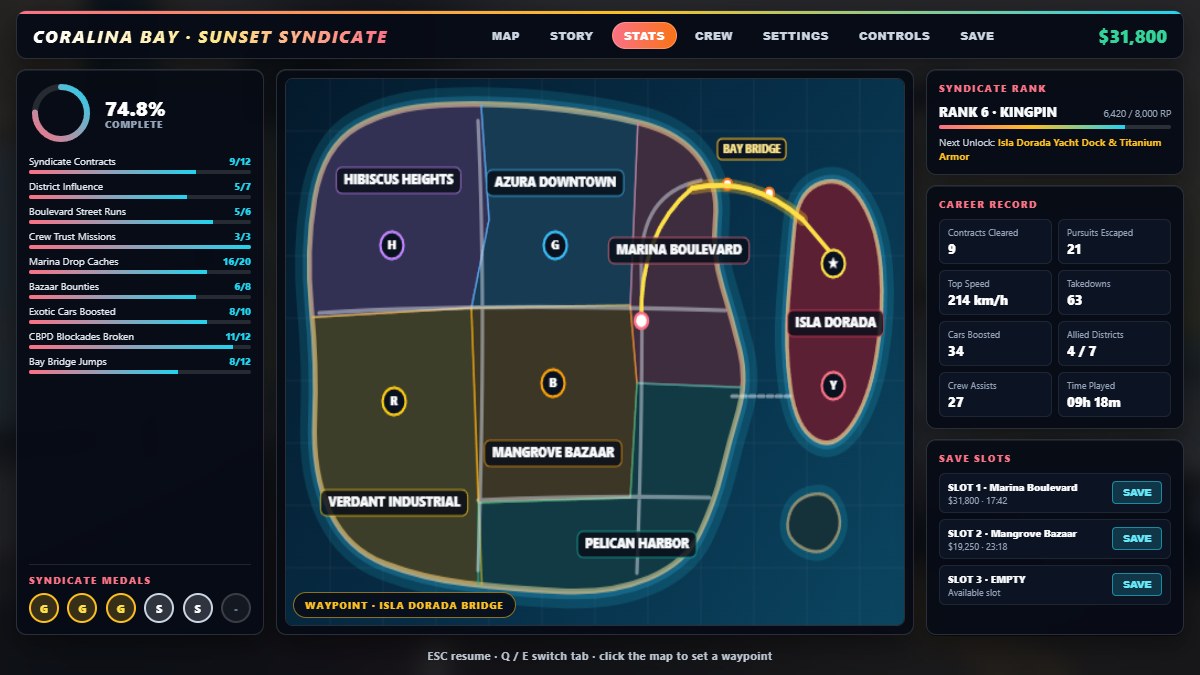 CORALINA BAY · SUNSET SYNDICATE
MAP STORY STATS CREW SETTINGS CONTROLS SAVE
$31,800
74.8%
COMPLETE
Syndicate Contracts 9/12
District Influence 5/7
Boulevard Street Runs 5/6
Crew Trust Missions 3/3
Marina Drop Caches 16/20
Bazaar Bounties 6/8
Exotic Cars Boosted 8/10
CBPD Blockades Broken 11/12
Bay Bridge Jumps 8/12
SYNDICATE MEDALS
G G G S S -
BAY BRIDGE
HIBISCUS HEIGHTS
AZURA DOWNTOWN
H
G
MARINA BOULEVARD
★
ISLA DORADA
R
B
Y
MANGROVE BAZAAR
VERDANT INDUSTRIAL
PELICAN HARBOR
WAYPOINT · ISLA DORADA BRIDGE
SYNDICATE RANK
RANK 6 · KINGPIN 6,420 / 8,000 RP
Next Unlock: Isla Dorada Yacht Dock & Titanium
Armor
CAREER RECORD
Contracts Cleared
9
Pursuits Escaped
21
Top Speed
214 km/h
Takedowns
63
Cars Boosted
34
Allied Districts
4 / 7
Crew Assists
27
Time Played
09h 18m
SAVE SLOTS
SLOT 1 · Marina Boulevard
$31,800 · 17:42
SAVE
SLOT 2 · Mangrove Bazaar
$19,250 · 23:18
SAVE
SLOT 3 · EMPTY
Available slot
SAVE
ESC resume · Q / E switch tab · click the map to set a waypoint